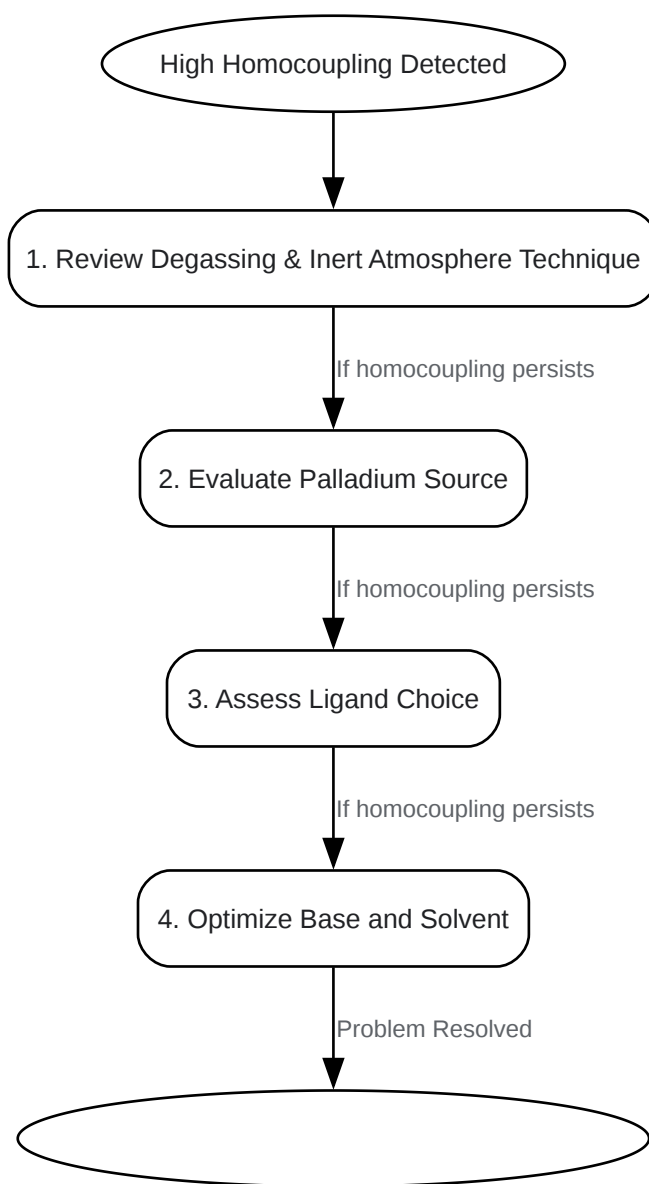 High Homocoupling Detected
1. Review Degassing & Inert Atmosphere Technique
If homocoupling persists
2. Evaluate Palladium Source
If homocoupling persists
3. Assess Ligand Choice
If homocoupling persists
4. Optimize Base and Solvent
Problem Resolved